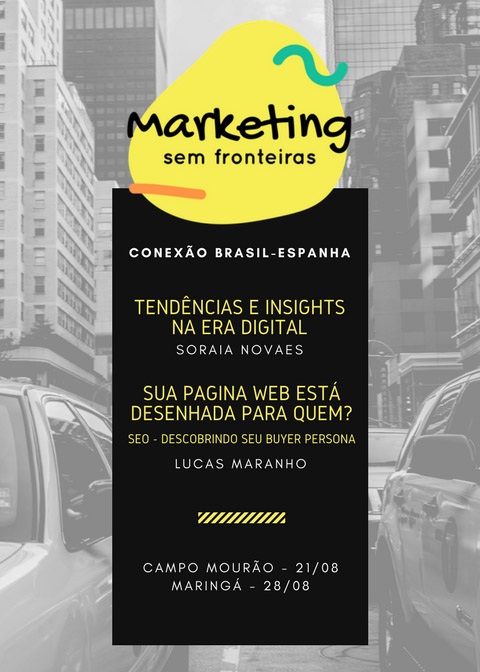 Marketing
sem fronteiras
CONEXÃO BRASIL-ESPANHA
TENDÊNCIAS E INSIGHTS
NA ERA DIGITAL
SORAIA NOVAES
SUA PAGINA WEB ESTÁ
DESENHADA PARA QUEM?
SEO - DESCOBRINDO SEU BUYER PERSONA
LUCAS MARANHO
CAMPO MOURÃO - 21/08
MARINGÁ - 28/08